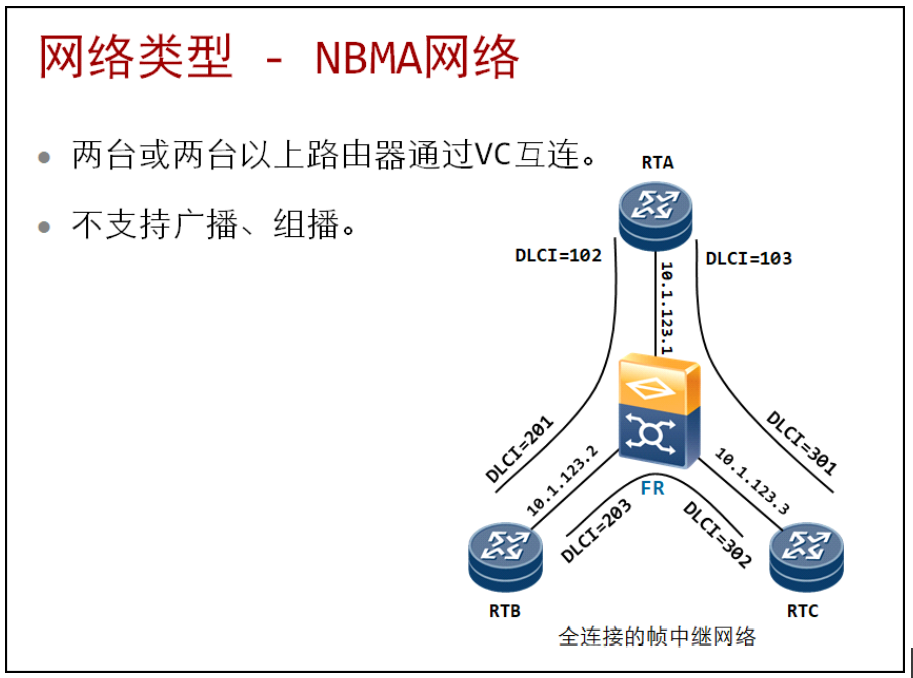 网络类型 - NBMA网络
两台或两台以上路由器通过VC互连。
不支持广播、组播。
RTA
DLCI=102
DLCI=103
10.1.123.1
DLCI=201
DLCI=301
10.1.123.2
10.1.123.3
FR
DLCI=203
DLCI=302
RTB
RTC
全连接的帧中继网络